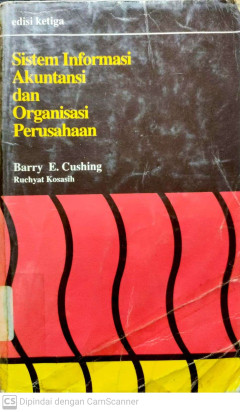 edisi ketiga
Sistem Informasi
Akuntansi
dan
Organisasi
Perusahaan
Barry E. Cushing
Ruchyat Kosasih
CS Dipindai dengan CamScanner